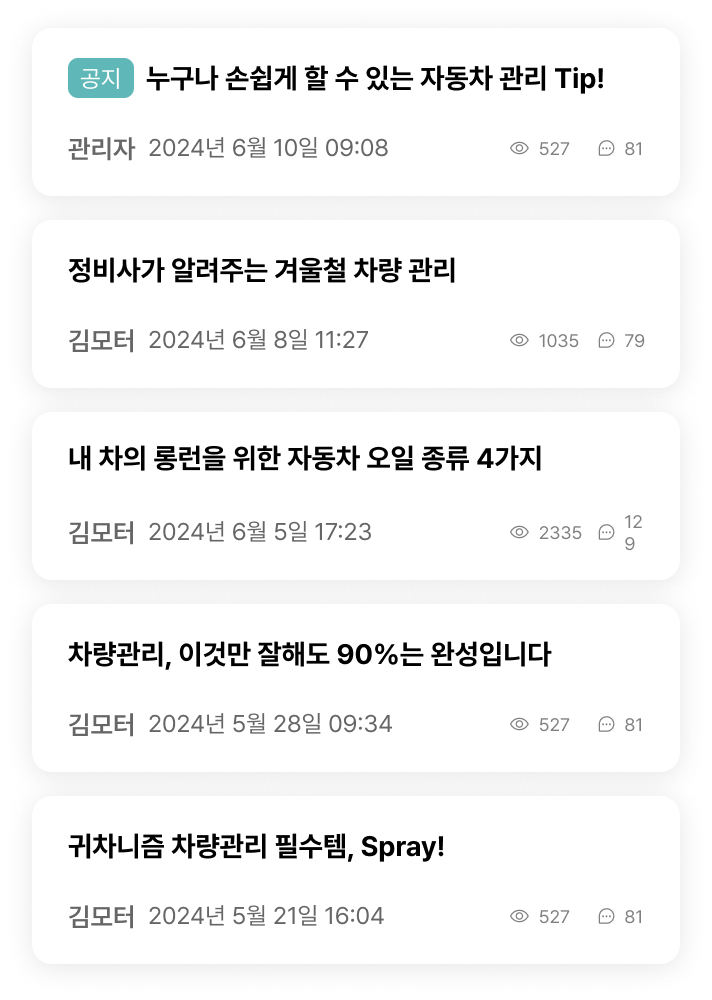 공지 누구나 손쉽게 할 수 있는 자동차 관리 Tip!
관리자 2024년 6월 10일 09:08 527 81
정비사가 알려주는 겨울철 차량 관리
김모터 2024년 6월 8일 11:27 1035 79
내 차의 롱런을 위한 자동차 오일 종류 4가지
김모터 2024년 6월 5일 17:23 2335 12
9
차량관리, 이것만 잘해도 90%는 완성입니다
김모터 2024년 5월 28일 09:34 527 81
귀차니즘 차량관리 필수템, Spray!
김모터 2024년 5월 21일 16:04 527 81